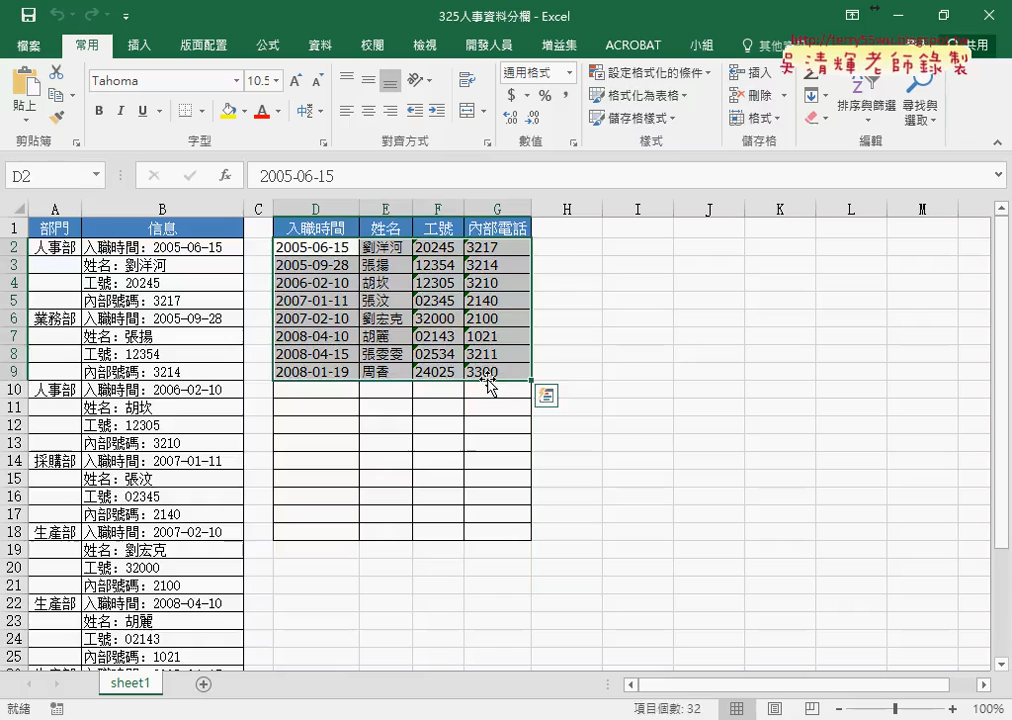 325人事資料分欄 - Excel
檔案 常用 插入 版面配置 公式 資料 校閱 檢視 開發人員 增益集 ACROBAT 小組 共用
吳清輝老師錄製
貼上 Tahoma 10.5 通用格式 設定格式化的條件 插入
B I U $ % , 格式化為表格 刪除 排序與篩選 尋找與選取
儲存格樣式 格式
剪貼簿 字型 對齊方式 數值 樣式 儲存格 編輯
D2 fx 2005-06-15
A B C D E F G H I J K L M
1 部門 信息 入職時間 姓名 工號 內部電話
2 人事部 入職時間：2005-06-15 2005-06-15 劉洋河 20245 3217
3 姓名：劉洋河 2005-09-28 張揚 12354 3214
4 工號：20245 2006-02-10 胡坎 12305 3210
5 內部號碼：3217 2007-01-11 張汶 02345 2140
6 業務部 入職時間：2005-09-28 2007-02-10 劉宏克 32000 2100
7 姓名：張揚 2008-04-10 胡麗 02143 1021
8 工號：12354 2008-04-15 張雯雯 02534 3211
9 內部號碼：3214 2008-01-19 周香 24025
10 人事部 入職時間：2006-02-10
11 姓名：胡坎
12 工號：12305
13 內部號碼：3210
14 採購部 入職時間：2007-01-11
15 姓名：張汶
16 工號：02345
17 內部號碼：2140
18 生產部 入職時間：2007-02-10
19 姓名：劉宏克
20 工號：32000
21 內部號碼：2100
22 生產部 入職時間：2008-04-10
23 姓名：胡麗
24 工號：02143
25 內部號碼：1021
sheet1
就緒 項目個數: 32 100%